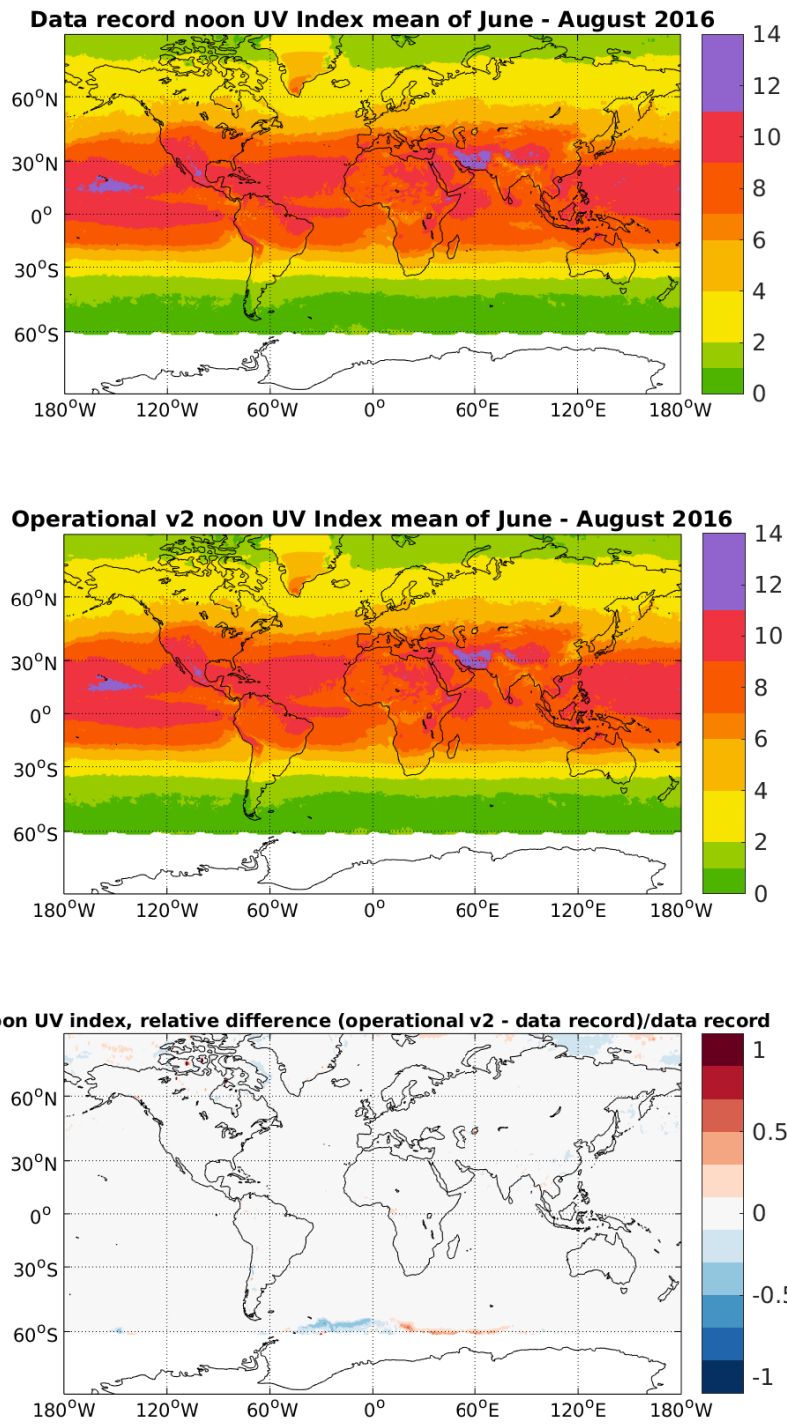 Data record noon UV Index mean of June - August 2016
14
12
10
8
6
4
2
0
60°N
30°N
0°
30°S
60°S
180°W 120°W 60°W 0° 60°E 120°E 180°W
Operational v2 noon UV Index mean of June - August 2016
14
12
10
8
6
4
2
0
60°N
30°N
0°
30°S
60°S
180°W 120°W 60°W 0° 60°E 120°E 180°W
oon UV index, relative difference (operational v2 - data record)/data record
1
0.5
0
-0.5
-1
60°N
30°N
0°
30°S
60°S
180°W 120°W 60°W 0° 60°E 120°E 180°W